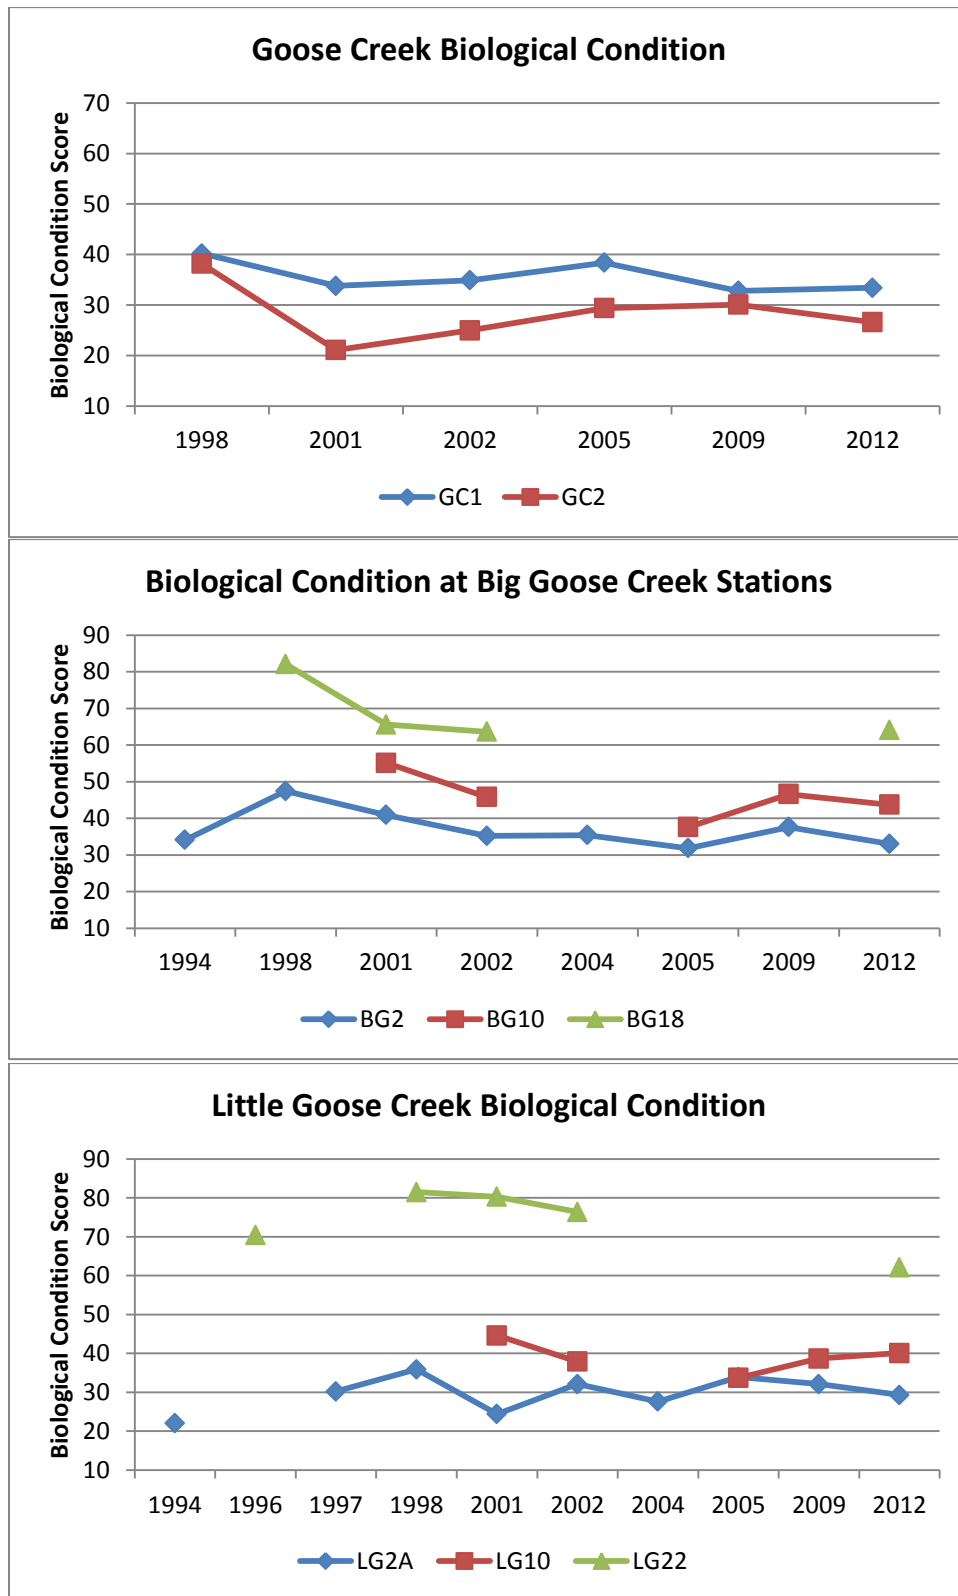 Goose Creek Biological Condition
Biological Condition Score
70
60
50
40
30
20
10
1998 2001 2002 2005 2009 2012
GC1 GC2
Biological Condition at Big Goose Creek Stations
Biological Condition Score
90
80
70
60
50
40
30
20
10
1994 1998 2001 2002 2004 2005 2009 2012
BG2 BG10 BG18
Little Goose Creek Biological Condition
Biological Condition Score
90
80
70
60
50
40
30
20
10
1994 1996 1997 1998 2001 2002 2004 2005 2009 2012
LG2A LG10 LG22